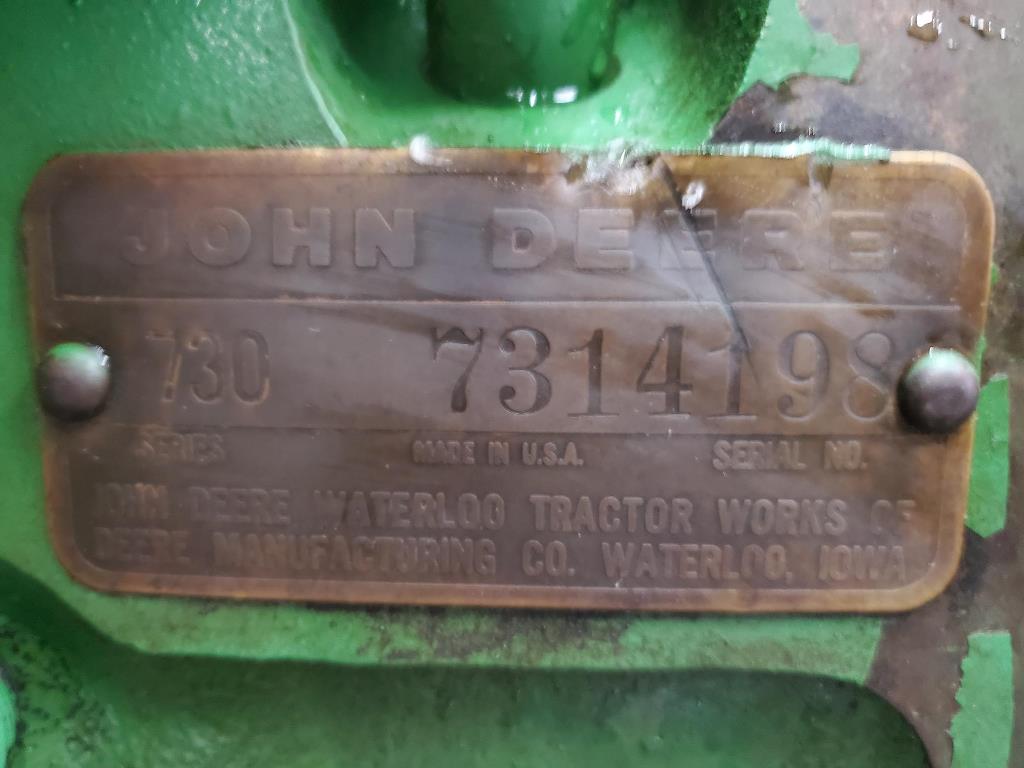 JOHN DEERE
730 7314198
SERIES MADE IN U.S.A. SERIAL NO.
JOHN DEERE WATERLOO TRACTOR WORKS OF
DEERE MANUFACTURING CO. WATERLOO, IOWA